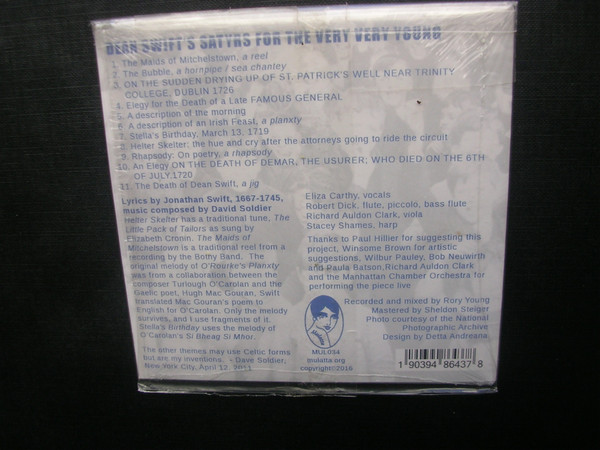 DEAN SWIFT'S SATYRS FOR THE VERY VERY YOUNG
1. The Maids of Mitchelstown, a reel
2. The Bubble, a hornpipe / sea chantey
3. ON THE SUDDEN DRYING UP OF ST. PATRICK'S WELL NEAR TRINITY
COLLEGE, DUBLIN 1726
4. Elegy for the Death of a Late FAMOUS GENERAL
5. A description of the morning
6. A description of an Irish Feast, a planxty
7. Stella's Birthday, March 13, 1719
8. Helter Skelter; the hue and cry after the attorneys going to ride the circuit
9. Rhapsody. On poetry, a rhapsody
10. An Elegy ON THE DEATH OF DEMAR, THE USURER; WHO DIED ON THE 6TH
OF JULY.1720
11. The Death of Dean Swift, a jig
Lyrics by Jonathan Swift, 1667-1745,
music composed by David Soldier
Helter Skelter has a traditional tune, The
Little Pack of Tailors as sung by
Elizabeth Cronin. The Maids of
Mitchelstown is a traditional reel from a
recording by the Bothy Band. The
original melody of O'Rourke's Planxty
was from a collaboration between the
composer Turlough O'Carolan and the
Gaelic poet, Hugh Mac Gouran, Swift
translated Mac Gouran's poem to
English for O'Carolan. Only the melody
survives, and I use fragments of it.
Stella's Birthday uses the melody of
O'Carolan's Si Bheag Si Mhor.
The other themes may use Celtic forms
but are my inventions. - Dave Soldier,
New York City, April 12, 2011
Eliza Carthy, vocals
Robert Dick, flute, piccolo, bass flute
Richard Auldon Clark, viola
Stacey Shames, harp
Thanks to Paul Hillier for suggesting this
project, Winsome Brown for artistic
suggestions, Wilbur Pauley, Bob Neuwirth
and Paula Batson,Richard Auldon Clark
and the Manhattan Chamber Orchestra for
performing the piece live
Recorded and mixed by Rory Young
Mastered by Sheldon Steiger
Photo courtesy of the National
Photographic Archive
Design by Detta Andreana
MUL034
mulatta.org
copyright©2016
1 90394 86437 8